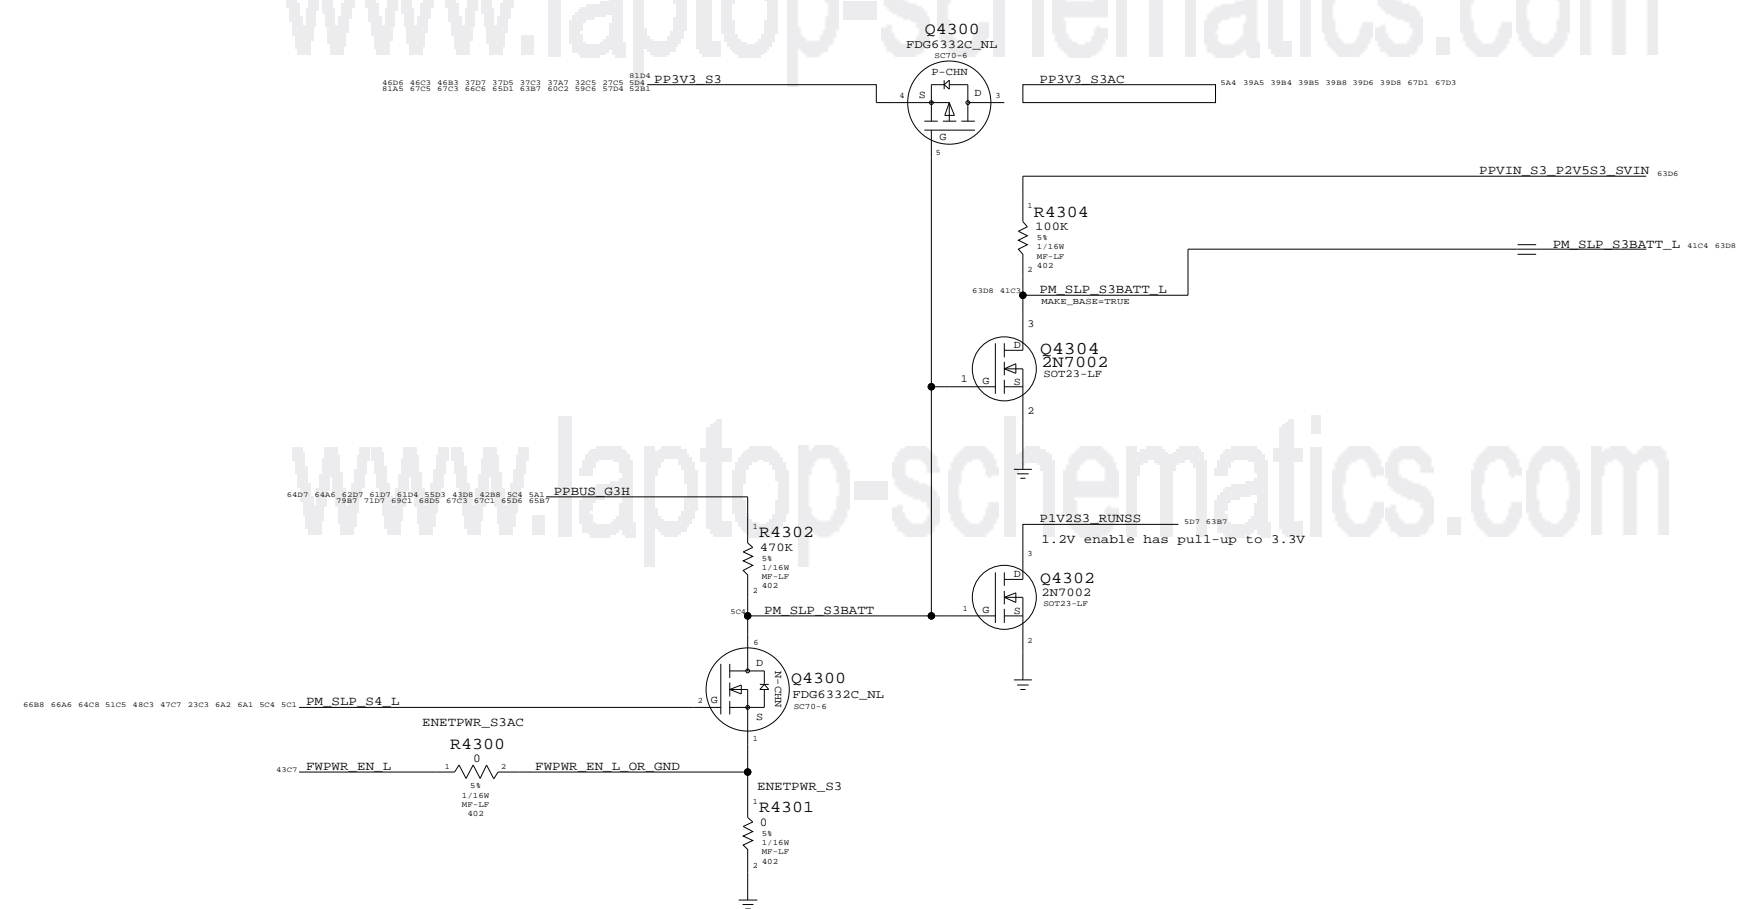 www.laptop-schematics.com
Q4300
FDG6332C_NL
SC70-6
P-CHN
81D4
46D6 46C3 46B3 37D7 37D5 37C3 37A7 32C5 27C5 5D4
81A5 67C5 67C3 66C6 65D1 63B7 60C2 59C6 57D4 52B1
PP3V3_S3
4 S D 3
G
5
PP3V3_S3AC
5A4 39A5 39B4 39B5 39B8 39D6 39D8 67D1 67D3
PPVIN_S3_P2V5S3_SVIN 63D6
1
R4304
100K
5%
1/16W
MF-LF
402
2
PM_SLP_S3BATT_L 41C4 63D8
63D8 41C3
PM_SLP_S3BATT_L
MAKE_BASE=TRUE
3
Q4304
2N7002
SOT23-LF
1 G D S
2
www.laptop-schematics.com
64D7 64A6 62D7 61D7 61D4 55D3 43D8 42B8 5C4 5A1
79B7 71D7 69C1 68D5 67C3 67C1 65D6 65B7
PPBUS_G3H
1
R4302
470K
5%
1/16W
MF-LF
402
2
P1V2S3_RUNSS 5D7 63B7
1.2V enable has pull-up to 3.3V
3
Q4302
2N7002
SOT23-LF
1 G D S
2
5C4
PM_SLP_S3BATT
6
D
N-CHN
Q4300
FDG6332C_NL
SC70-6
66B8 66A6 64C8 51C5 48C3 47C7 23C3 6A2 6A1 5C4 5C1
PM_SLP_S4_L
2 G
S
1
ENETPWR_S3AC
R4300
0
43C7 FWPWR_EN_L 1 2 FWPWR_EN_L_OR_GND
5%
1/16W
MF-LF
402
ENETPWR_S3
1
R4301
0
5%
1/16W
MF-LF
402
2